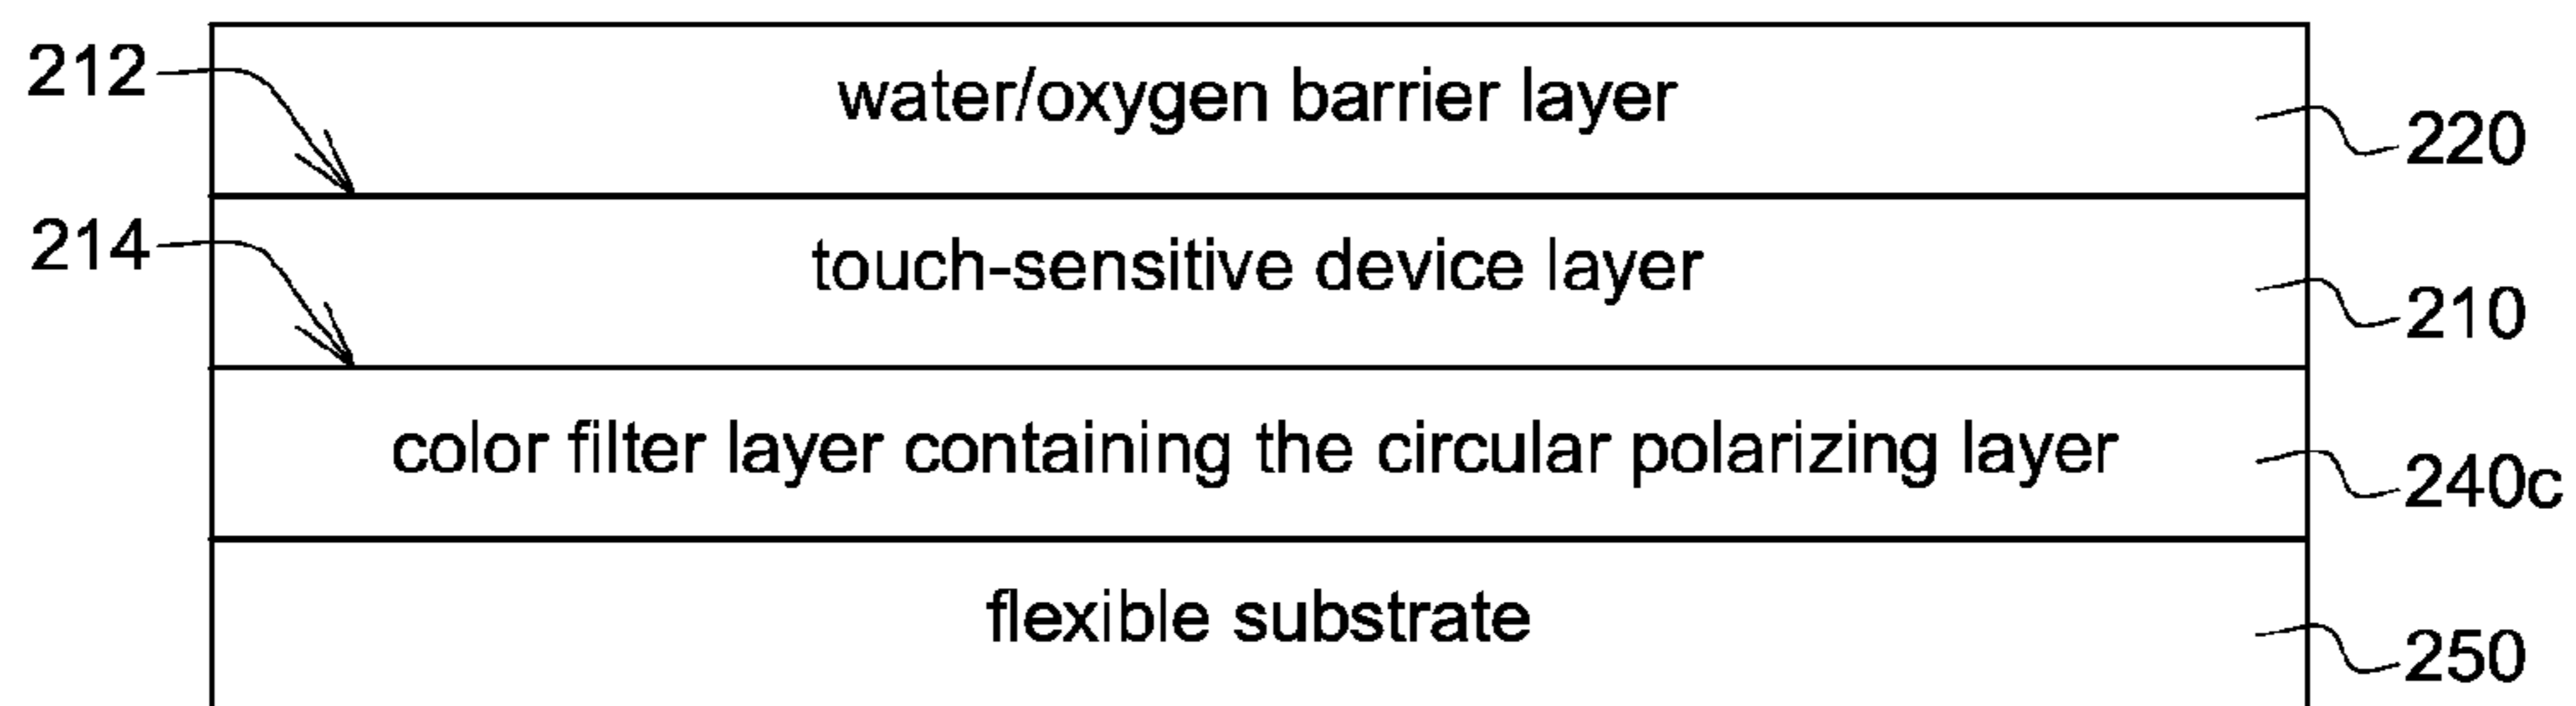 212
water/oxygen barrier layer
220
214
touch-sensitive device layer
210
color filter layer containing the circular polarizing layer
240c
flexible substrate
250